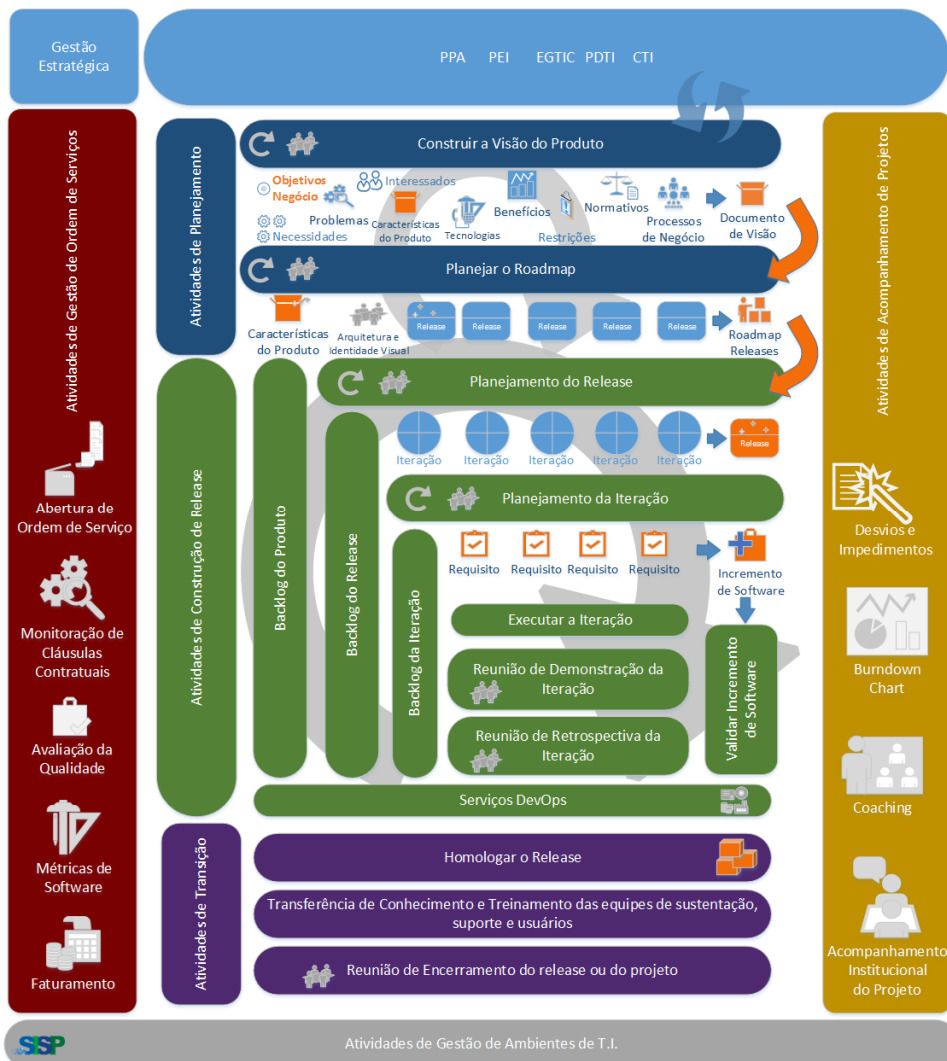 Gestão
Estratégica
PPA PEI EGTIC PDTI CTI
Atividades de Gestão de Ordem de Serviços
Abertura de
Ordem de Serviço
Monitoração de
Cláusulas
Contratuais
Avaliação da
Qualidade
Métricas de
Software
Faturamento
Atividades de Planejamento
Construir a Visão do Produto
Objetivos
Negócio
Necessidades
Problemas
Interessados
Características
do Produto
Tecnologias
Benefícios
Restrições
Normativos
Processos
de Negócio
Documento
de Visão
Planejar o Roadmap
Características
do Produto
Arquitetura e
Identidade Visual
Release
Release
Release
Release
Release
Roadmap
Releases
Atividades de Construção de Release
Backlog do Produto
Planejamento do Release
Backlog do Release
Iteração
Iteração
Iteração
Iteração
Iteração
Release
Planejamento da Iteração
Backlog da Iteração
Requisito
Requisito
Requisito
Requisito
Incremento
de Software
Executar a Iteração
Reunião de Demonstração da
Iteração
Reunião de Retrospectiva da
Iteração
Validar Incremento
de Software
Serviços DevOps
Atividades de Transição
Homologar o Release
Transferência de Conhecimento e Treinamento das equipes de sustentação,
suporte e usuários
Reunião de Encerramento do release ou do projeto
Atividades de Acompanhamento de Projetos
Desvios e
Impedimentos
Burndown
Chart
Coaching
Acompanhamento
Institucional
do Projeto
SISP
Atividades de Gestão de Ambientes de T.I.